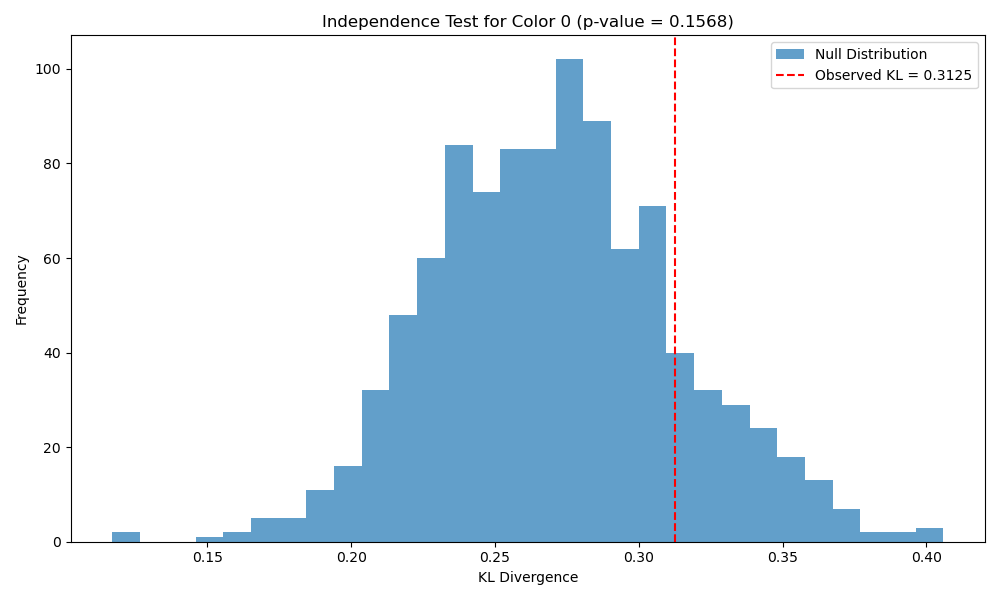 Independence Test for Color 0 (p-value = 0.1568)
Null Distribution
Observed KL = 0.3125
100
80
60
40
20
0
Frequency
0.15 0.20 0.25 0.30 0.35 0.40
KL Divergence